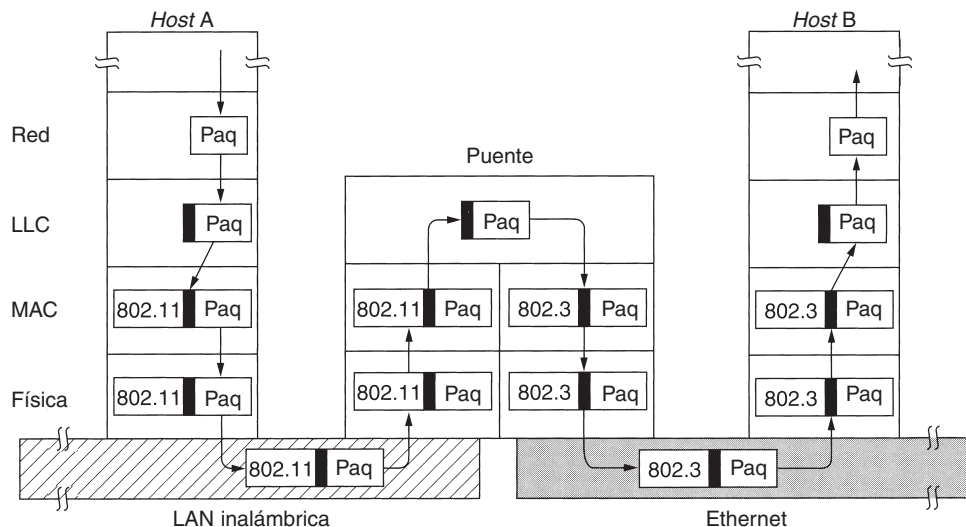 Host A
Host B
Red
Paq
Paq
Puente
LLC
Paq
Paq
Paq
MAC
802.11 Paq
802.11 Paq
802.3 Paq
802.3 Paq
Física
802.11 Paq
802.11 Paq
802.3 Paq
802.3 Paq
802.11 Paq
802.3 Paq
LAN inalámbrica
Ethernet